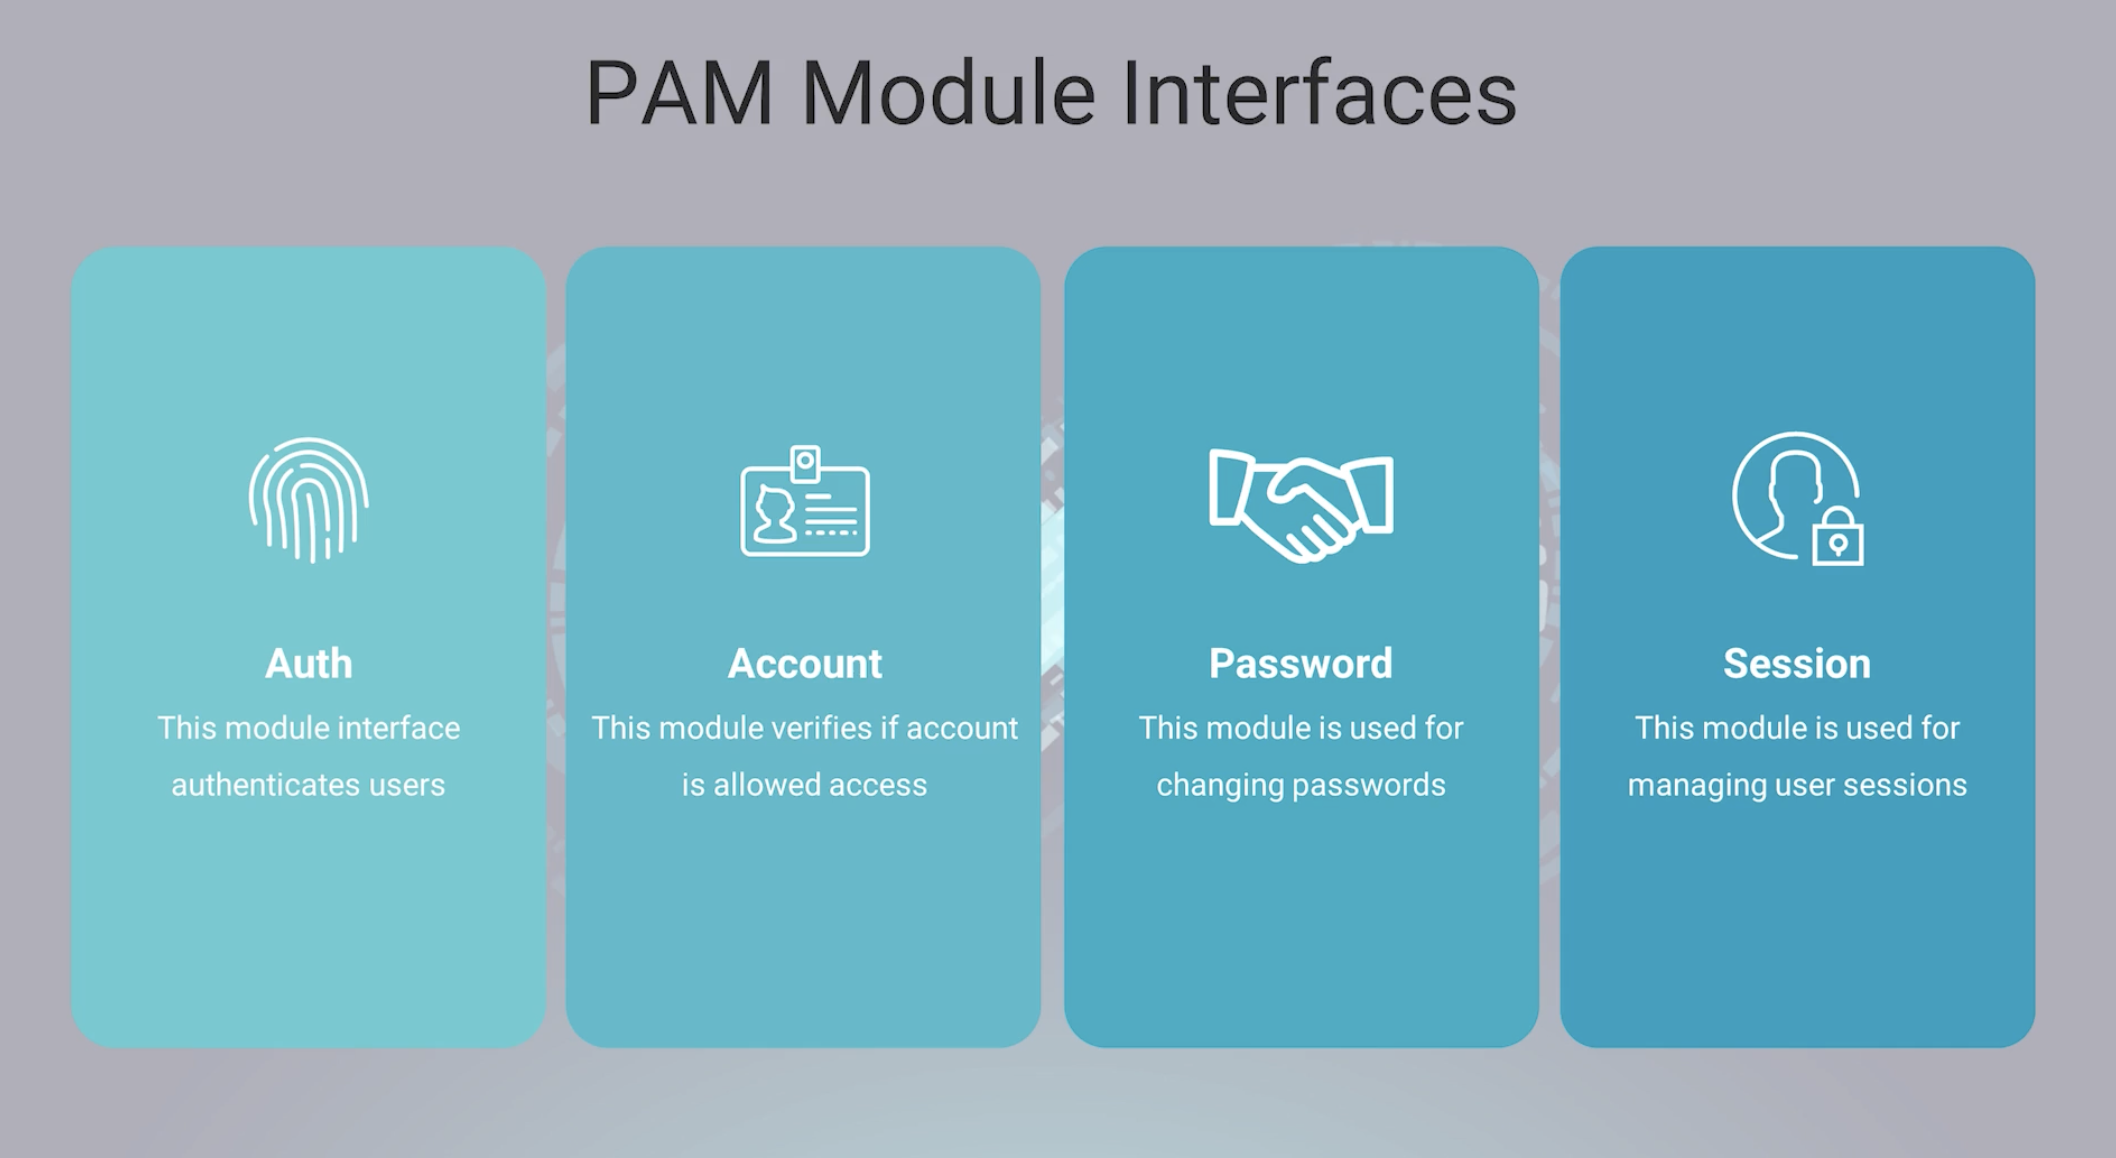 PAM Module Interfaces
Auth
This module interface
authenticates users
Account
This module verifies if account
is allowed access
Password
This module is used for
changing passwords
Session
This module is used for
managing user sessions